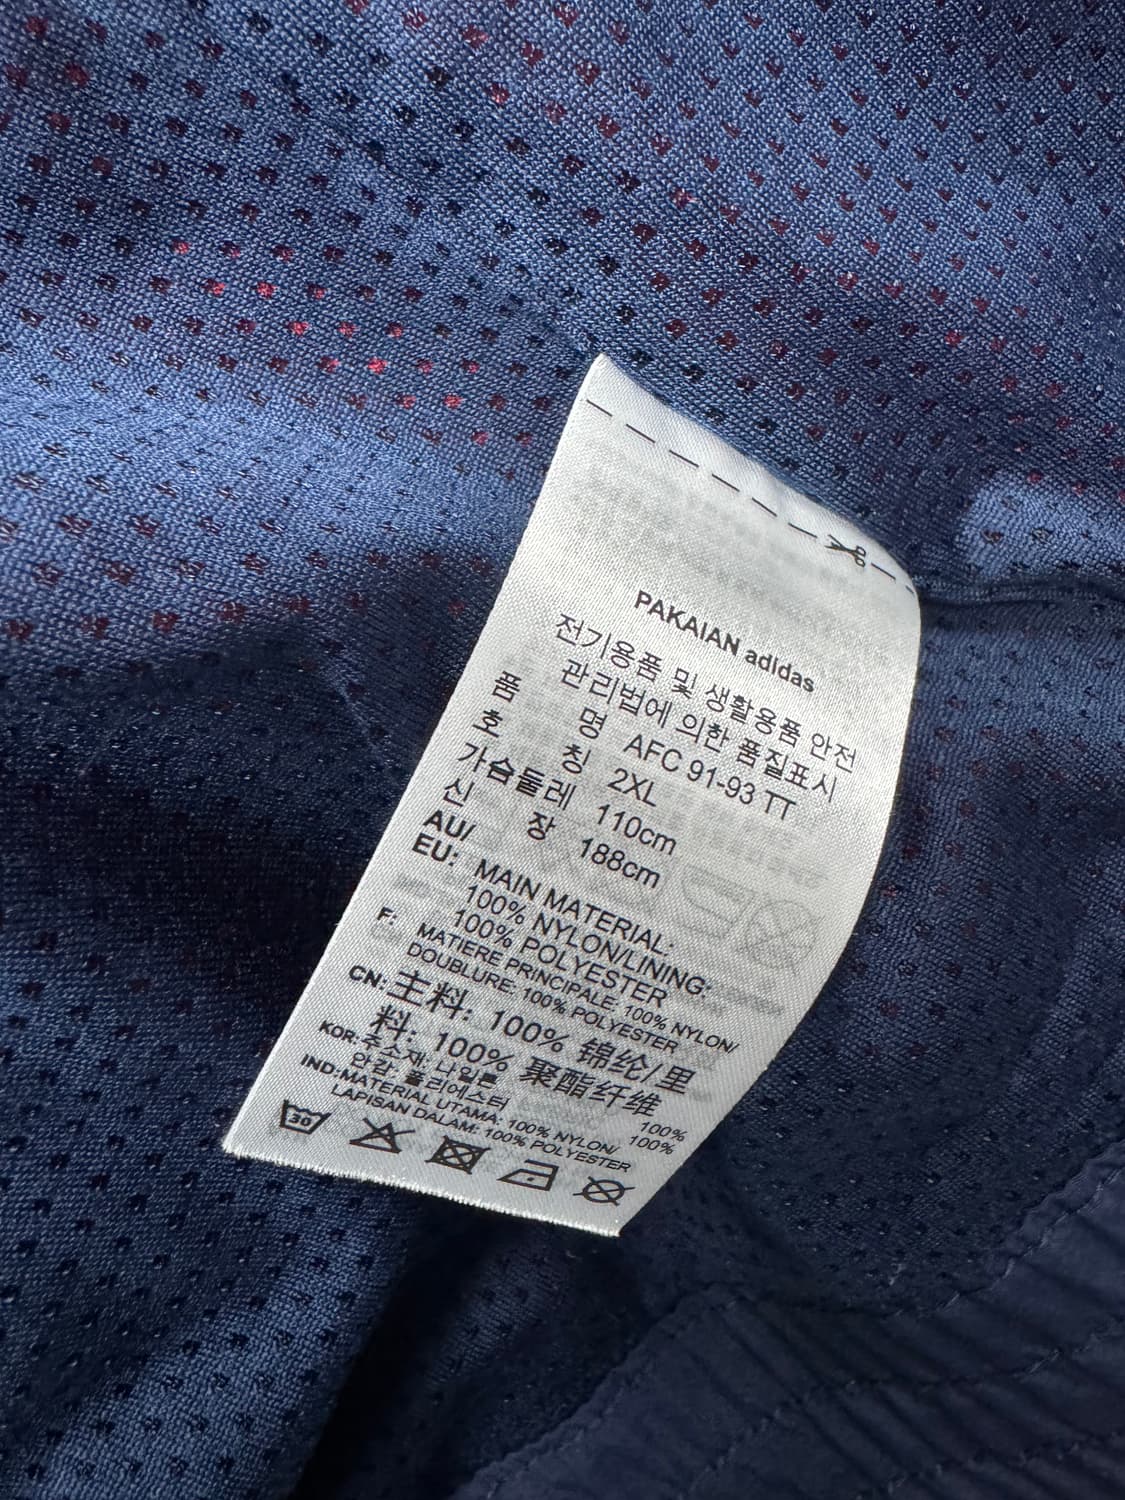 PAKAIAN adidas
전기용품 및 생활용품 안전
관리법에 의한 품질표시
품 명 AFC 91-93 TT
호 칭 2XL
가슴둘레 110cm
신 장 188cm
AU/
EU: MAIN MATERIAL:
100% NYLON/LINING:
100% POLYESTER
F: MATIERE PRINCIPALE: 100% NYLON/
DOUBLURE: 100% POLYESTER
CN: 主料: 100% 锦纶/里
料: 100% 聚酯纤维
KOR: 주소재: 나일론 100%
안감: 폴리에스터 100%
IND: MATERIAL UTAMA: 100% NYLON/
LAPISAN DALAM: 100% POLYESTER
30